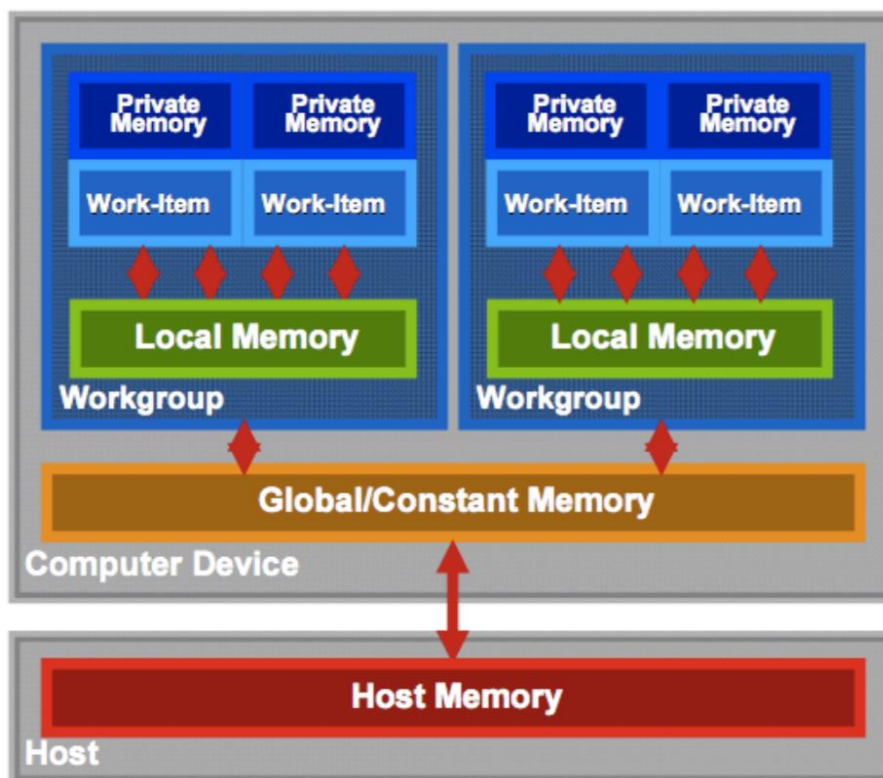 Private Private Private Private
Memory Memory Memory Memory
Work-Item Work-Item Work-Item Work-Item
Local Memory Local Memory
Workgroup Workgroup
Global/Constant Memory
Computer Device
Host Memory
Host